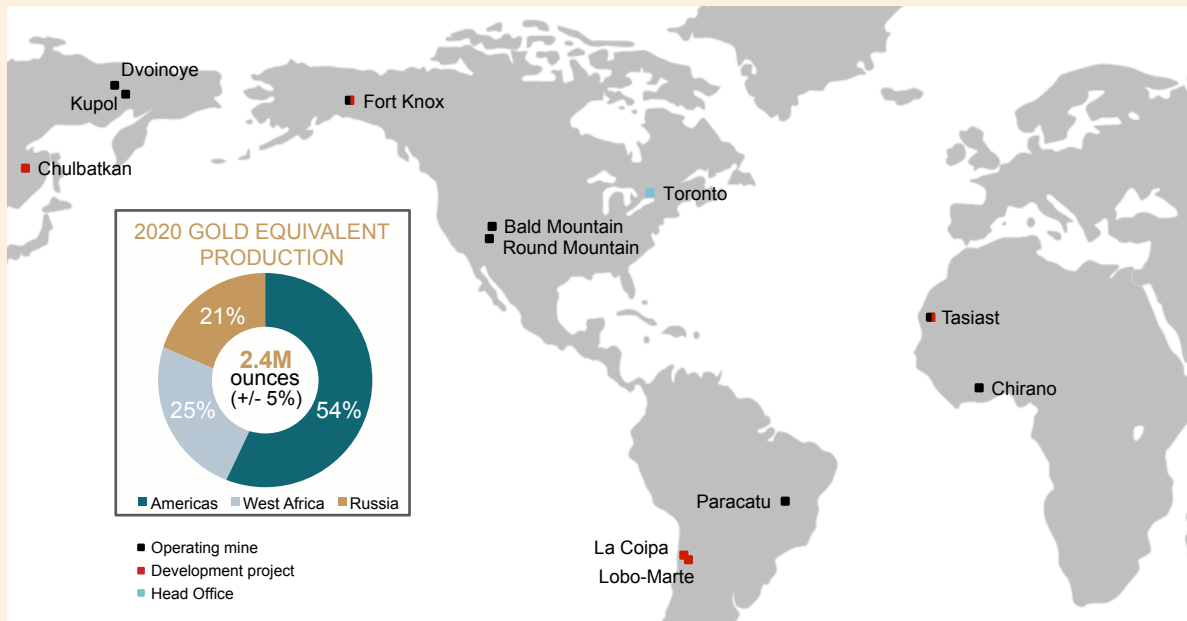 Dvoinoye
Kupol
Fort Knox
Chulbatkan
Toronto
Bald Mountain
Round Mountain
2020 GOLD EQUIVALENT
PRODUCTION
21%
2.4M
ounces
(+/- 5%)
25%
54%
Americas
West Africa
Russia
Tasiast
Chirano
Paracatu
La Coipa
Lobo-Marte
Operating mine
Development project
Head Office